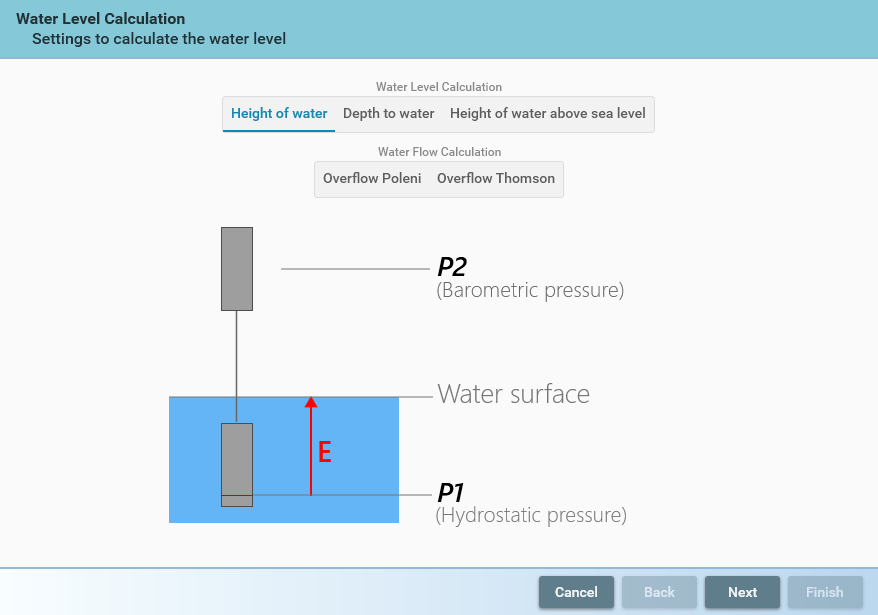 Water Level Calculation
Settings to calculate the water level
Water Level Calculation
Height of water Depth to water Height of water above sea level
Water Flow Calculation
Overflow Poleni Overflow Thomson
P2
(Barometric pressure)
Water surface
E
P1
(Hydrostatic pressure)
Cancel Back Next Finish